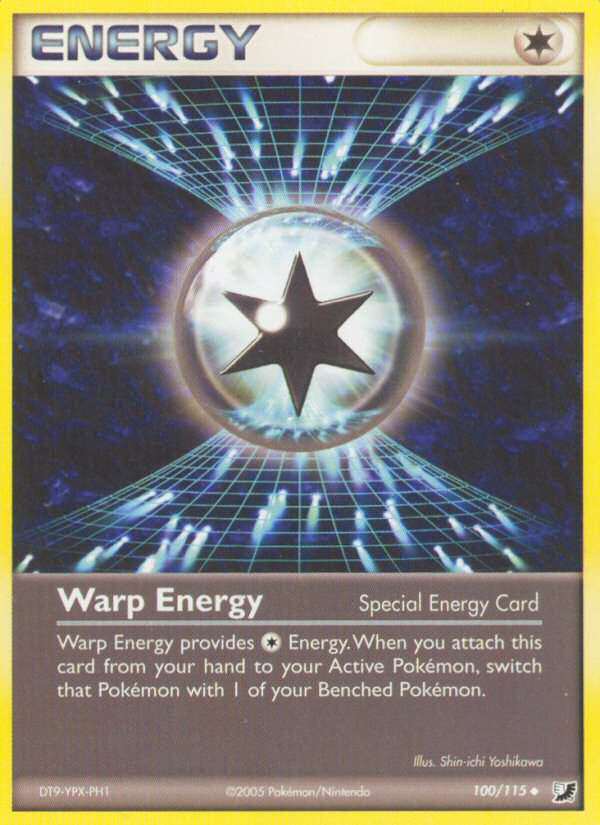 ENERGY
Warp Energy
Special Energy Card
Warp Energy provides Energy. When you attach this
card from your hand to your Active Pokémon, switch
that Pokémon with 1 of your Benched Pokémon.
Illus. Shin-ichi Yoshikawa
DT9-YPX-PH1
©2005 Pokémon/Nintendo
100/115